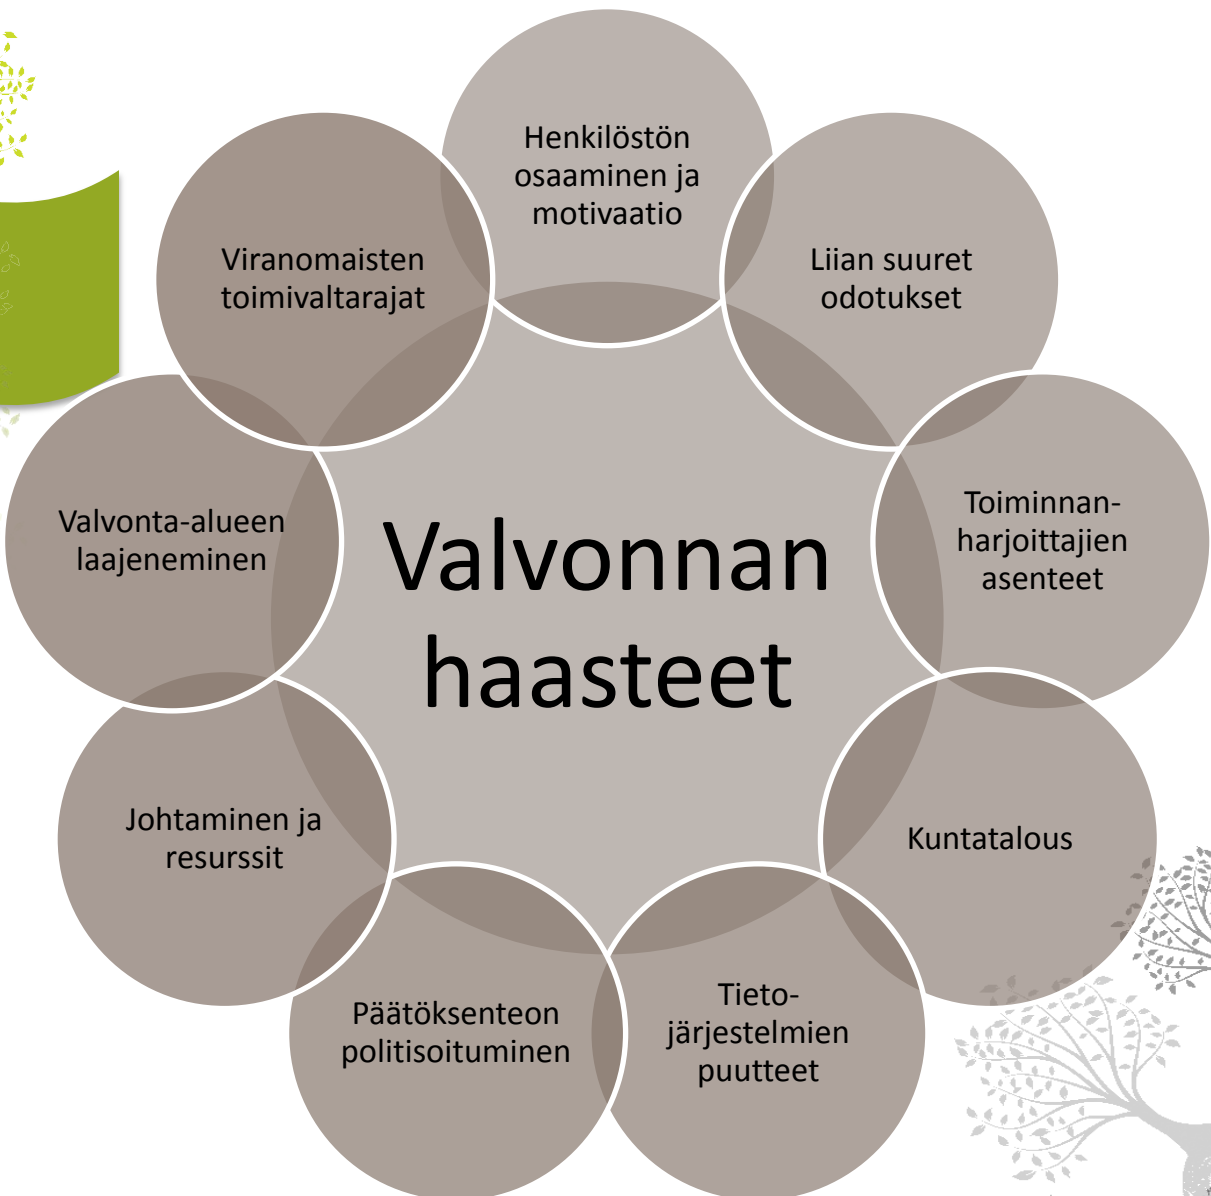 Henkilöstön
osaaminen ja
motivaatio
Liian suuret
odotukset
Toiminnan-
harjoittajien
asenteet
Kuntatalous
Tieto-
järjestelmien
puutteet
Päätöksenteon
politisoituminen
Johtaminen ja
resurssit
Valvonta-alueen
laajeneminen
Viranomaisten
toimivaltarajat
Valvonnan
haasteet